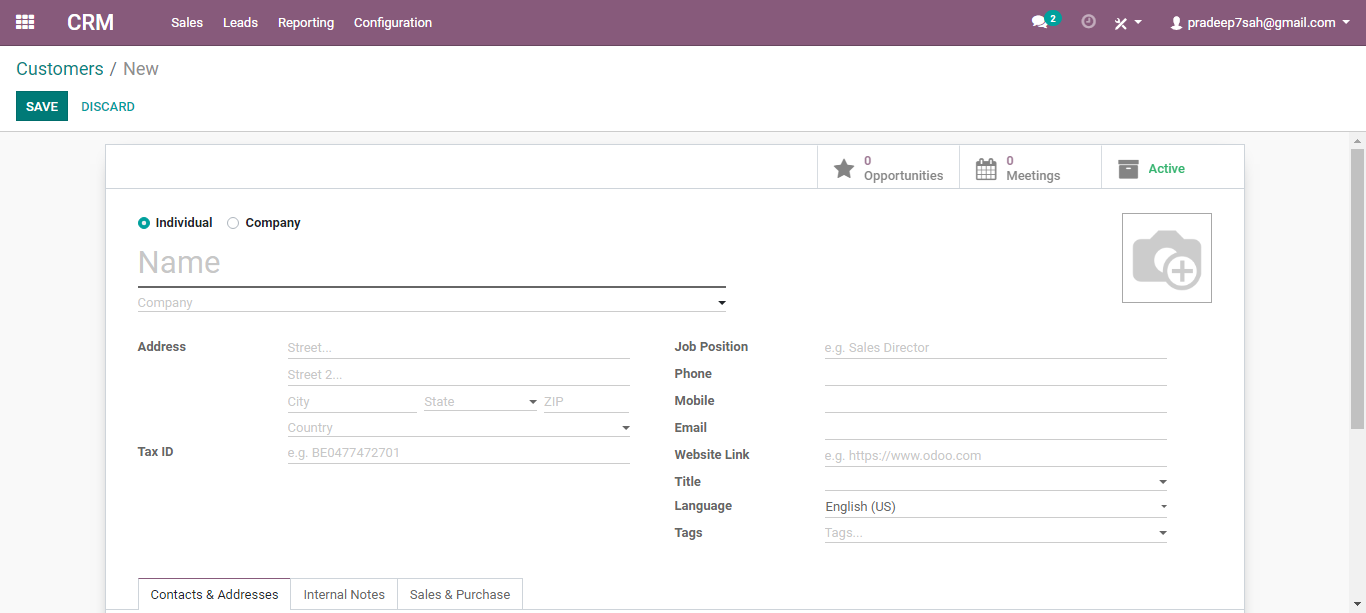 CRM Sales Leads Reporting Configuration 2 pradeep7sah@gmail.com
Customers / New
SAVE DISCARD
0 Opportunities 0 Meetings Active
Individual Company
Name
Company
Address Street...
Street 2...
City State ZIP
Country
Tax ID e.g. BE0477472701
Job Position e.g. Sales Director
Phone
Mobile
Email
Website Link e.g. https://www.odoo.com
Title
Language English (US)
Tags Tags...
Contacts & Addresses Internal Notes Sales & Purchase